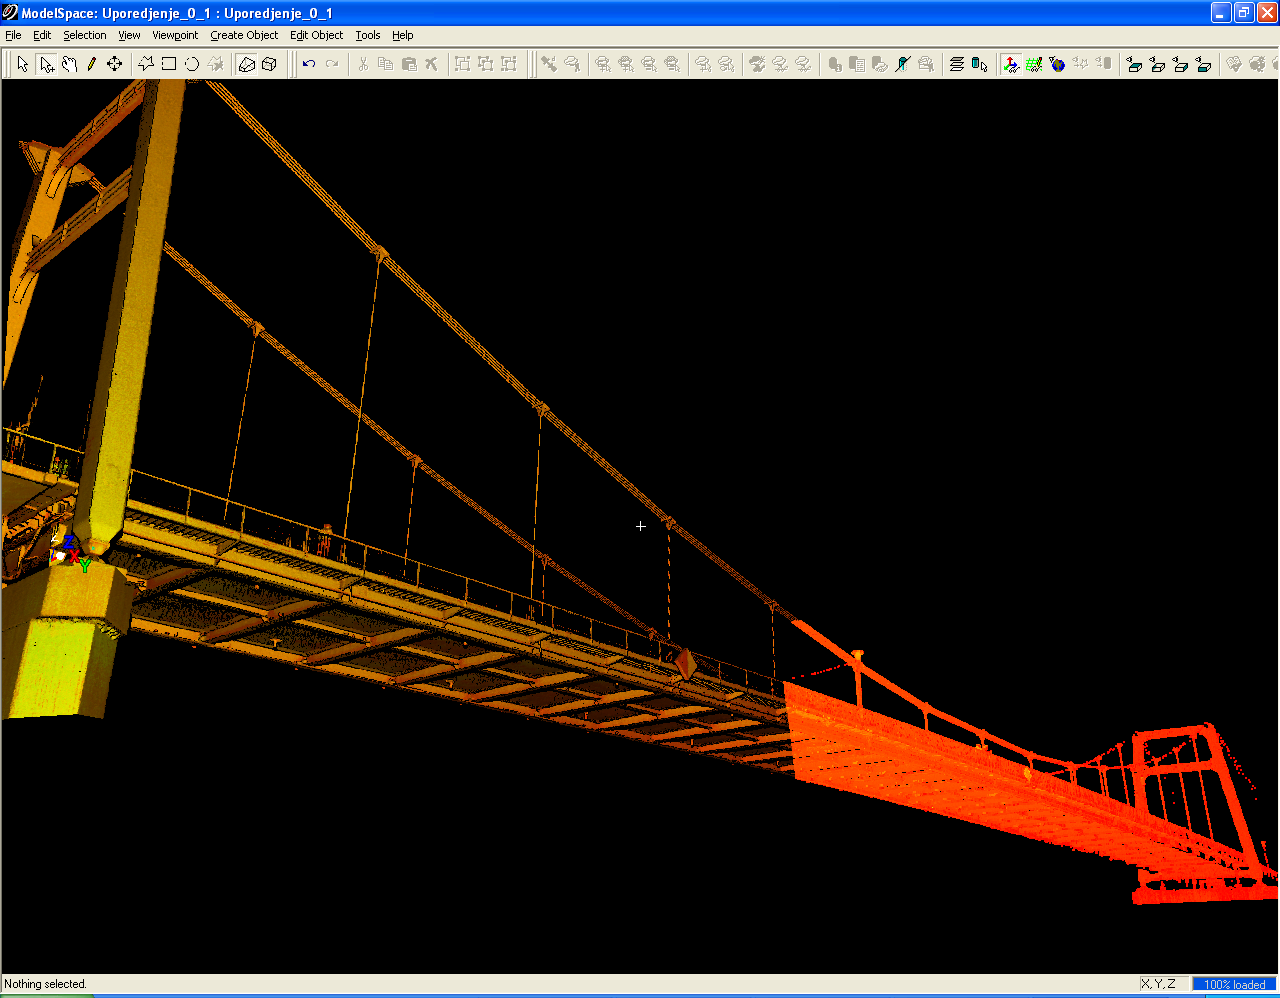 ModelSpace: Uporedjenje_0_1 : Uporedjenje_0_1
File Edit Selection View Viewpoint Create Object Edit Object Tools Help
Z
X
Y
Nothing selected.
X,Y,Z
100% loaded